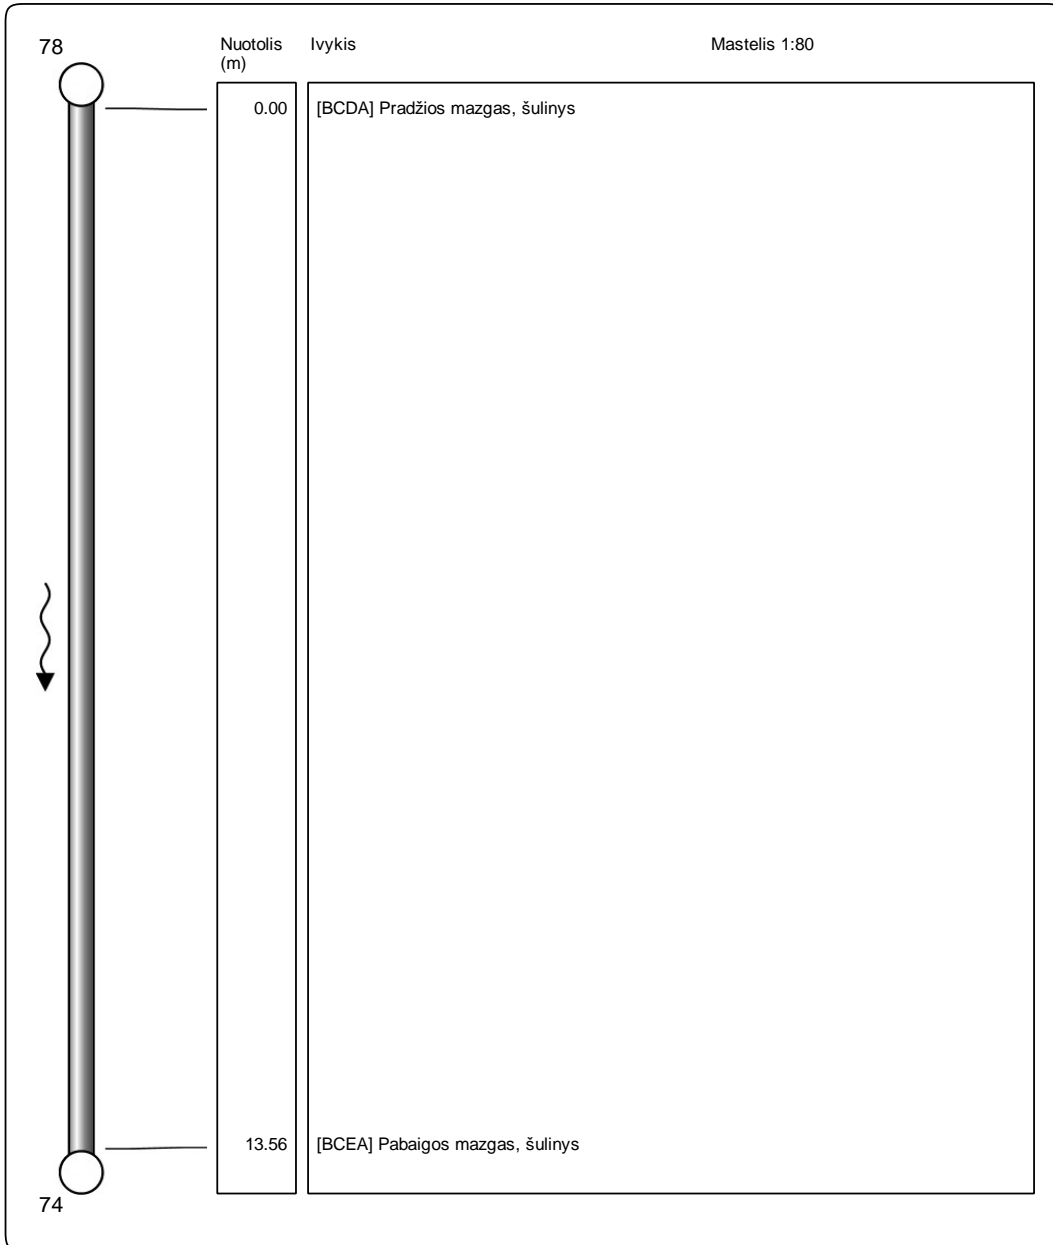 78
Nuotolis (m)
Ivykis
Mastelis 1:80
0.00
[BCDA] Pradžios mazgas, šulinys
13.56
[BCEA] Pabaigos mazgas, šulinys
74